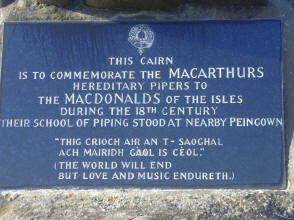 THIS CAIRN
IS TO COMMEMORATE THE MACARTHURS
HEREDITARY PIPERS TO
THE MACDONALDS OF THE ISLES
DURING THE 18TH CENTURY
THEIR SCHOOL OF PIPING STOOD AT NEARBY PEINGOWN
"THIG CRIOCH AIR AN T- SAOGHAL
ACH MAIRIDH GAOL IS CEÒL."
(THE WORLD WILL END
BUT LOVE AND MUSIC ENDURETH.)